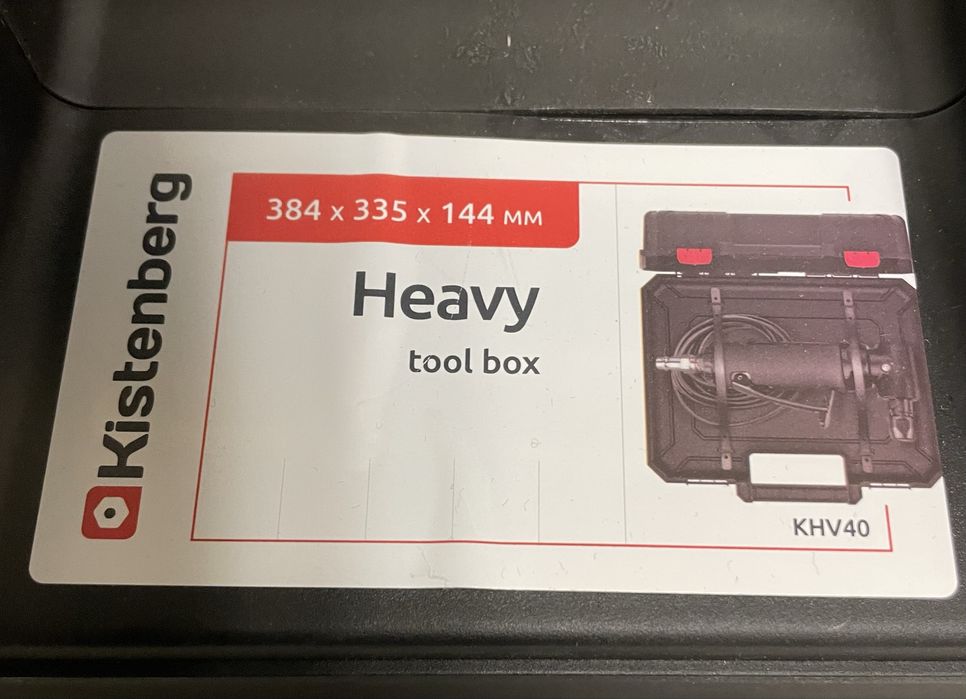 Kistenberg
384 x 335 x 144 MM
Heavy
tool box
KHV40